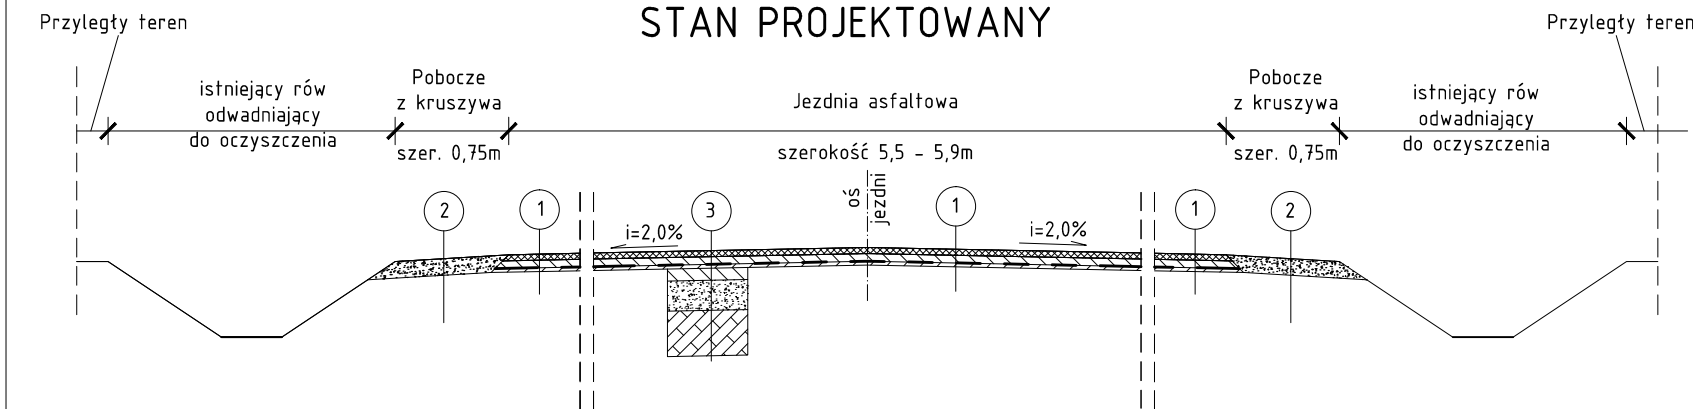 STAN PROJEKTOWANY
Przyległy teren
Przyległy teren
istniejący rów
odwadniający
do oczyszczenia
Pobocze
z kruszywa
szer. 0,75m
Jezdnia asfaltowa
szerokość 5,5 - 5,9m
Pobocze
z kruszywa
szer. 0,75m
istniejący rów
odwadniający
do oczyszczenia
2
1
i=2,0%
3
oś
jezdni
1
i=2,0%
1
2